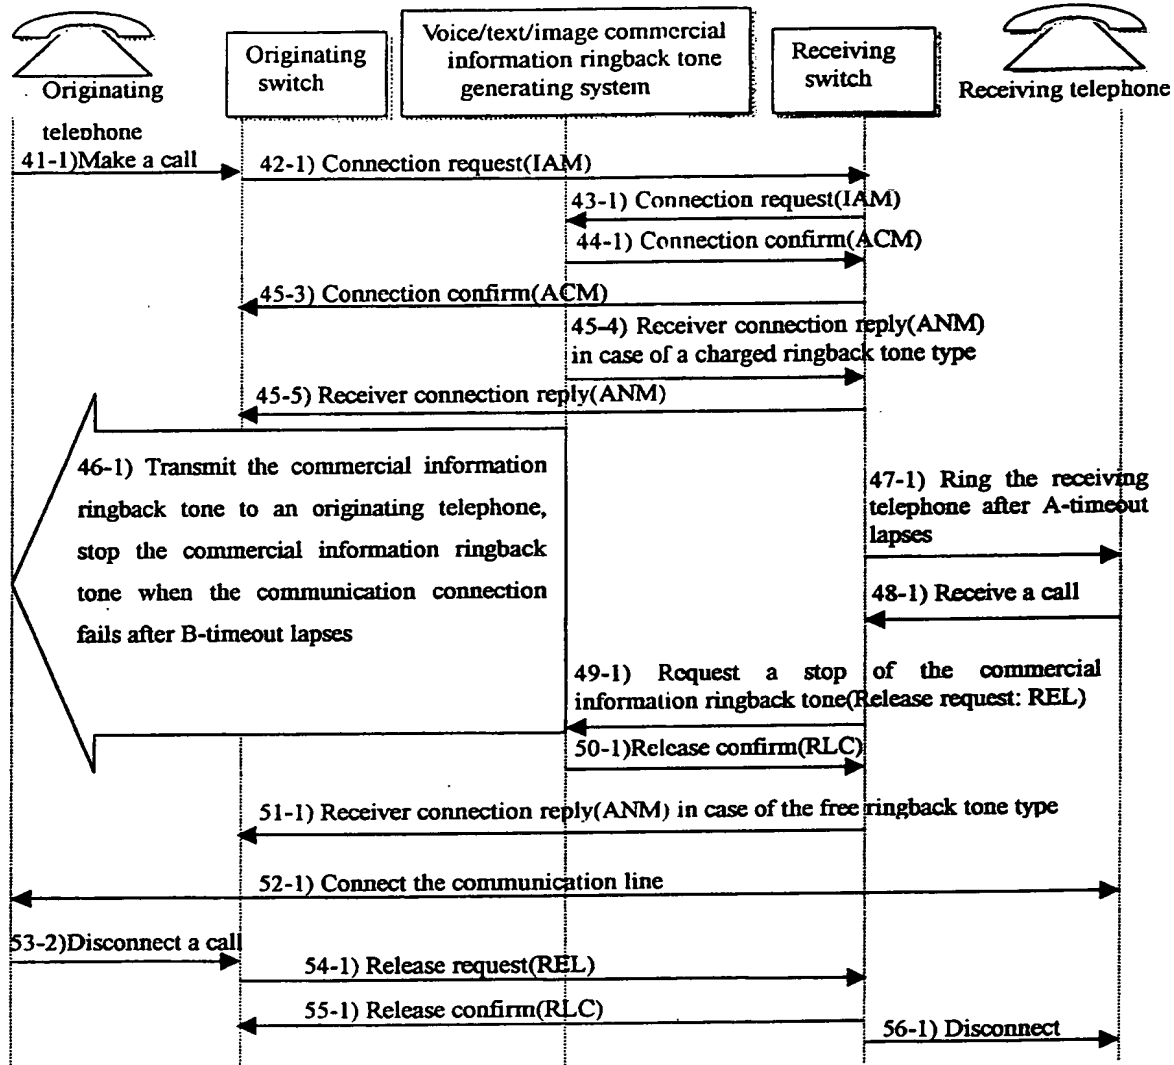 Originating
telephone
Originating
switch
Voice/text/image commercial
information ringback tone
generating system
Receiving
switch
Receiving telephone
41-1)Make a call
42-1) Connection request(IAM)
43-1) Connection request(IAM)
44-1) Connection confirm(ACM)
45-3) Connection confirm(ACM)
45-4) Receiver connection reply(ANM)
in case of a charged ringback tone type
45-5) Receiver connection reply(ANM)
46-1) Transmit the commercial information
ringback tone to an originating telephone,
stop the commercial information ringback
tone when the communication connection
fails after B-timeout lapses
47-1) Ring the receiving
telephone after A-timeout
lapses
48-1) Receive a call
49-1) Request a stop of the commercial
information ringback tone(Release request: REL)
50-1)Release confirm(RLC)
51-1) Receiver connection reply(ANM) in case of the free ringback tone type
52-1) Connect the communication line
53-2)Disconnect a call
54-1) Release request(REL)
55-1) Release confirm(RLC)
56-1) Disconnect